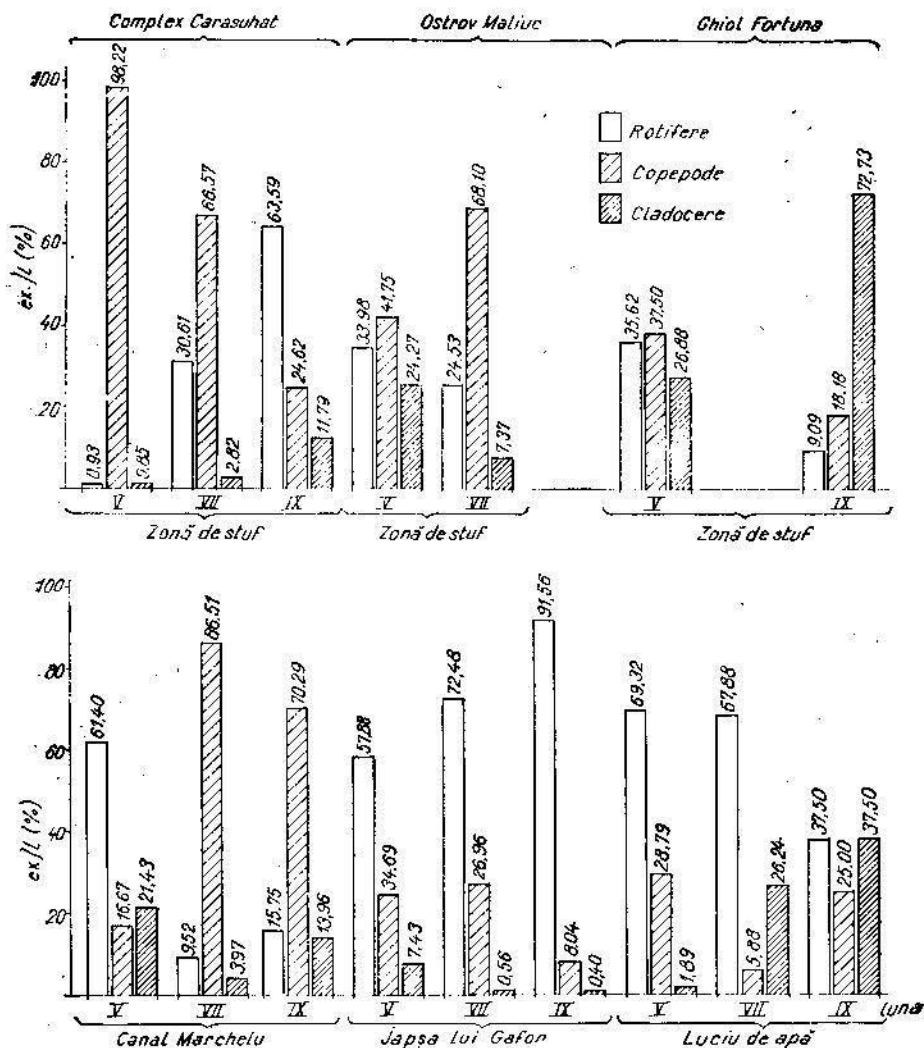 Complex Carasuhat Ostrov Maliuc Ghiol Fortuna
ex./l (%)
100
80
60
40
20
Rotifere
Copepode
Cladocere
0,93 98,22 0,85
30,61 66,57 2,82
63,59 24,62 11,79
33,98 41,75 24,27
24,53 68,10 7,37
35,62 37,50 26,88
9,09 18,18 72,73
V VII IX V VII V IX
Zonă de stuf Zonă de stuf Zonă de stuf
ex/l (%)
100
80
60
40
20
61,40 16,67 21,43
9,52 86,51 3,97
15,75 70,29 13,96
57,88 34,69 7,43
72,48 26,96 0,56
91,56 8,04 0,40
69,32 28,79 1,89
67,88 5,88 26,24
37,50 25,00 37,50
V VII IX V VII IX V VIII IX luna
Canal Marchelu Japșa lui Gafon Luciu de apă